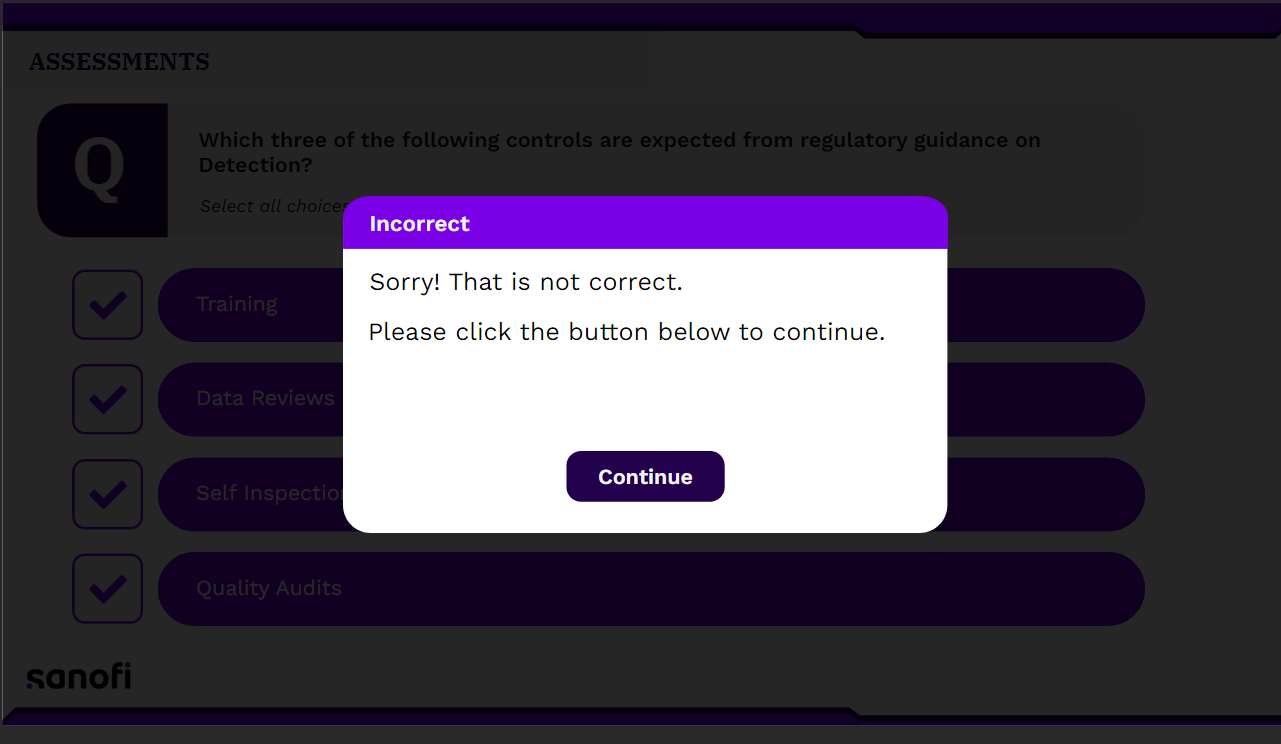 ASSESSMENTS
Q
Which three of the following controls are expected from regulatory guidance on
Detection?
Select all choices
Incorrect
Sorry! That is not correct.
Please click the button below to continue.
Continue
Training
Data Reviews
Self Inspection
Quality Audits
sanofi